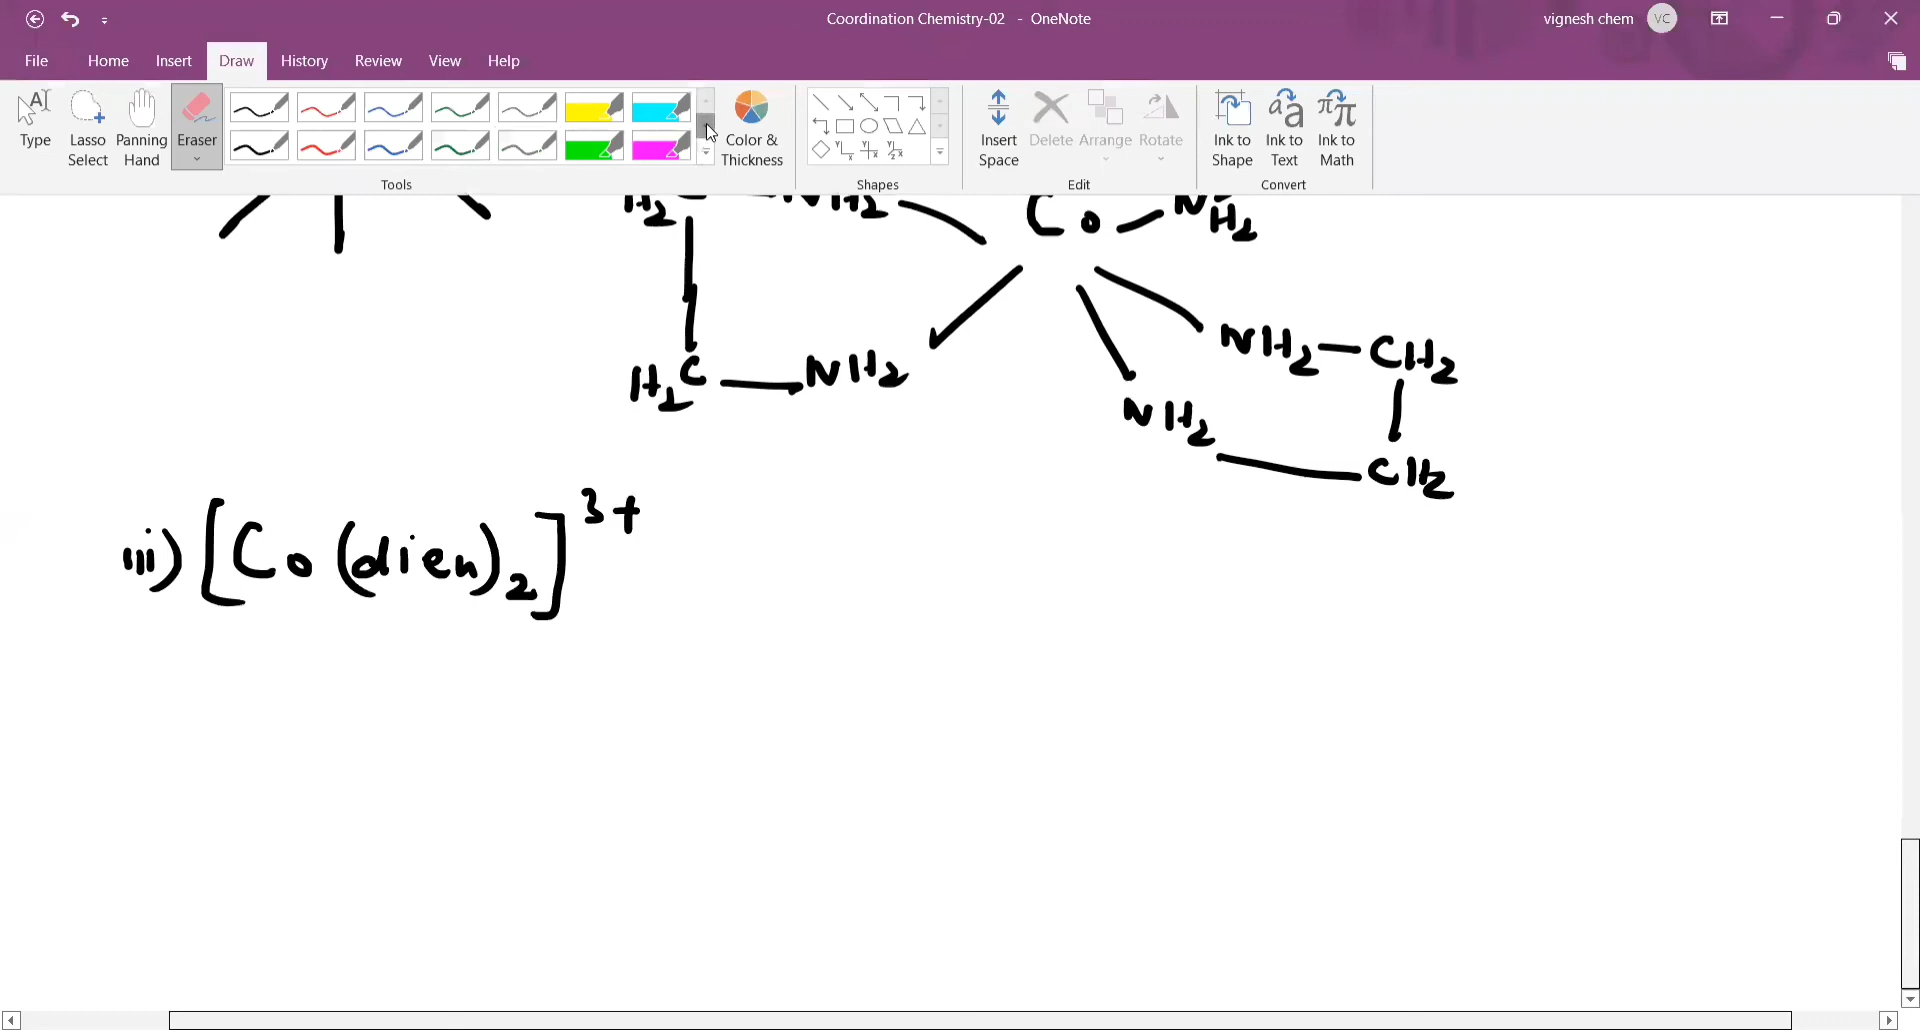 Coordination Chemistry-02 - OneNote
vignesh chem VC
File Home Insert Draw History Review View Help
Type
Lasso Select
Panning Hand
Eraser
Color & Thickness
Insert Space
Delete
Arrange
Rotate
Ink to Shape
Ink to Text
Ink to Math
Tools
Shapes
Edit
Convert
H₂ NH₂ Co NH₂
H₂C NH₂ NH₂ CH₂
NH₂ CH₂
iii) [Co(dien)₂]³⁺